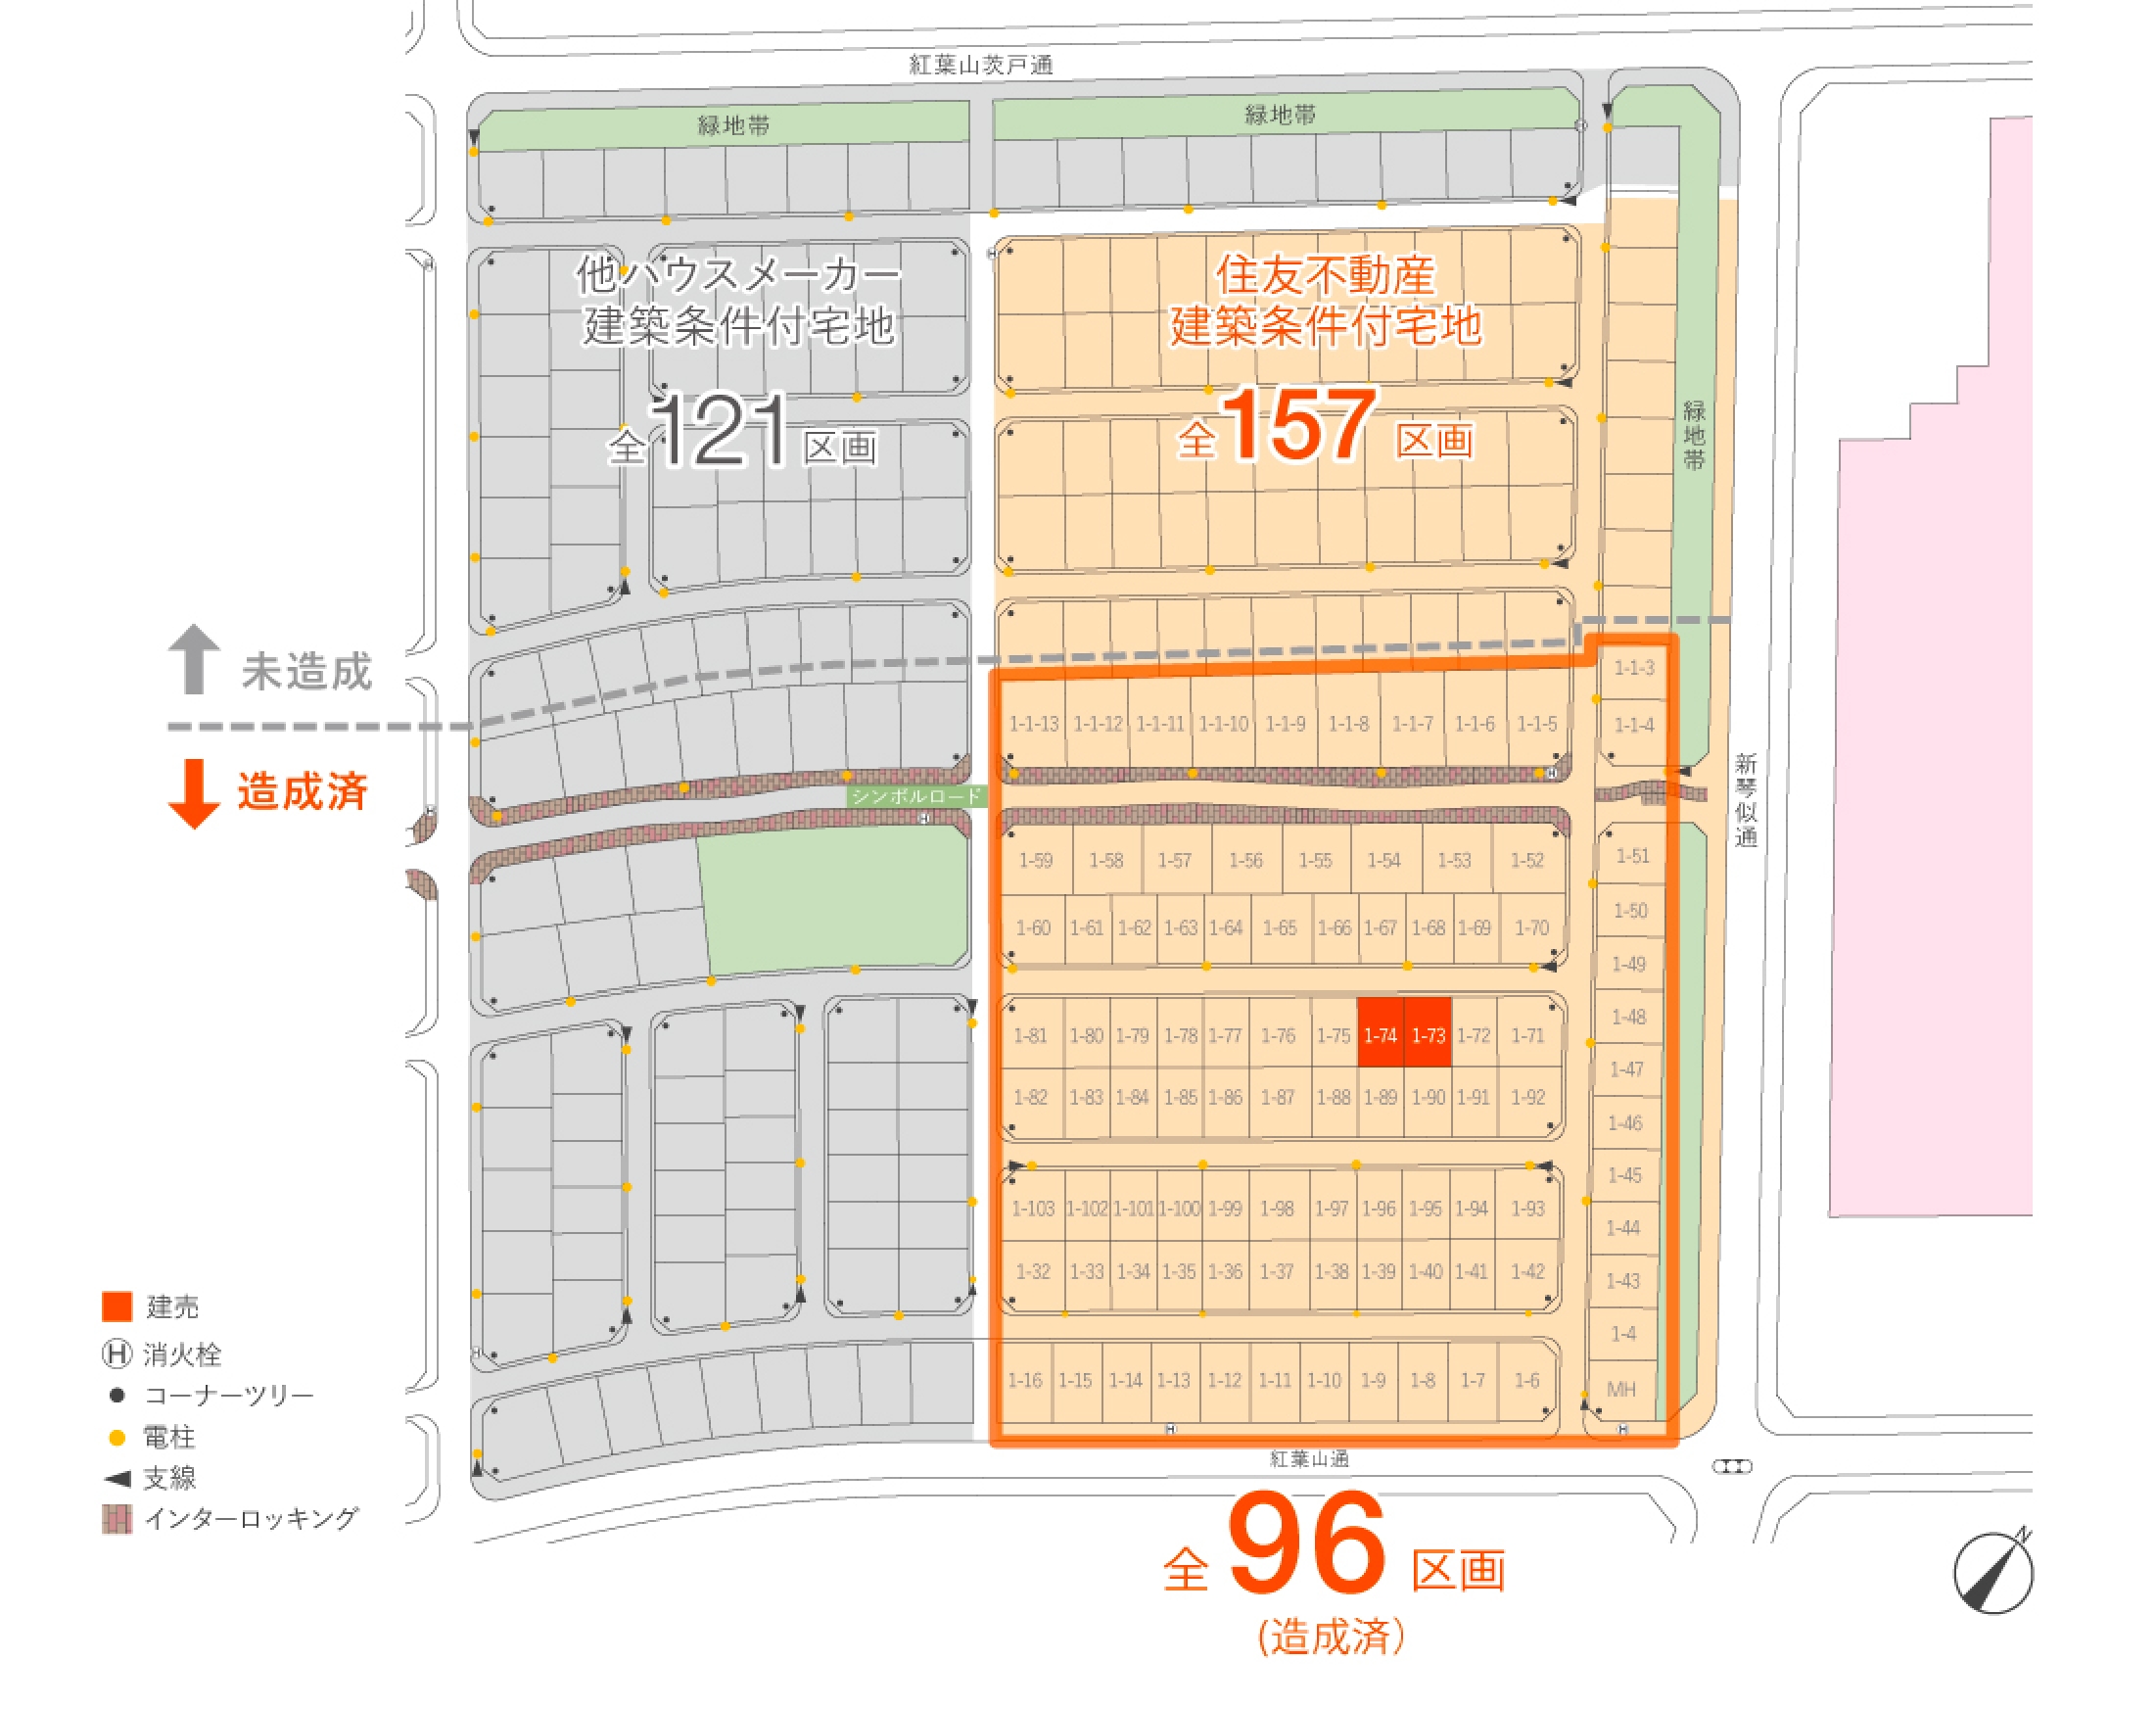 紅葉山茨戸通
緑地帯
緑地帯
他ハウスメーカー
建築条件付宅地
全121区画
住友不動産
建築条件付宅地
全157区画
緑地帯
未造成
造成済
1-1-3
1-1-4
1-1-13 1-1-12 1-1-11 1-1-10 1-1-9 1-1-8 1-1-7 1-1-6 1-1-5
H
シンボルロード
新琴似通
1-59 1-58 1-57 1-56 1-55 1-54 1-53 1-52
1-60 1-61 1-62 1-63 1-64 1-65 1-66 1-67 1-68 1-69 1-70
1-81 1-80 1-79 1-78 1-77 1-76 1-75 1-74 1-73 1-72 1-71
1-82 1-83 1-84 1-85 1-86 1-87 1-88 1-89 1-90 1-91 1-92
1-103 1-102 1-101 1-100 1-99 1-98 1-97 1-96 1-95 1-94 1-93
1-32 1-33 1-34 1-35 1-36 1-37 1-38 1-39 1-40 1-41 1-42
1-16 1-15 1-14 1-13 1-12 1-11 1-10 1-9 1-8 1-7 1-6
1-51
1-50
1-49
1-48
1-47
1-46
1-45
1-44
1-43
1-4
MH
紅葉山通
建売
H 消火栓
コーナーツリー
電柱
支線
インターロッキング
全96区画
(造成済)
N